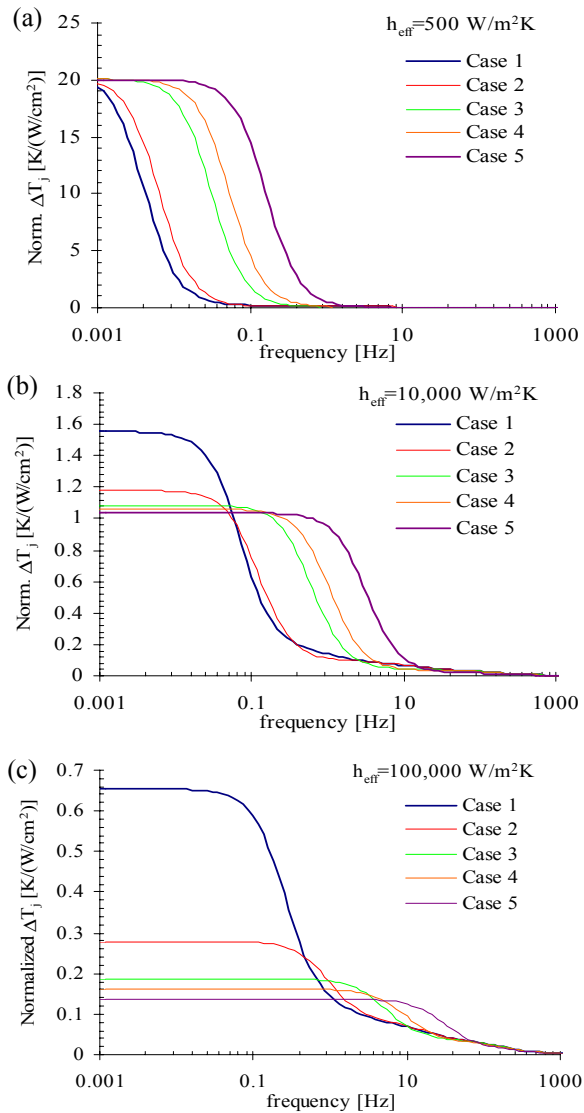 (a)
h_eff=500 W/m²K
Norm. ΔT_j [K/(W/cm²)]
25
20
15
10
5
0
Case 1
Case 2
Case 3
Case 4
Case 5
0.001 0.1 10 1000
frequency [Hz]
(b)
h_eff=10,000 W/m²K
Norm. ΔT_j [K/(W/cm²)]
1.8
1.6
1.4
1.2
1
0.8
0.6
0.4
0.2
0
Case 1
Case 2
Case 3
Case 4
Case 5
0.001 0.1 10 1000
frequency [Hz]
(c)
h_eff=100,000 W/m²K
Normalized ΔT_j [K/(W/cm²)]
0.7
0.6
0.5
0.4
0.3
0.2
0.1
0
Case 1
Case 2
Case 3
Case 4
Case 5
0.001 0.1 10 1000
frequency [Hz]